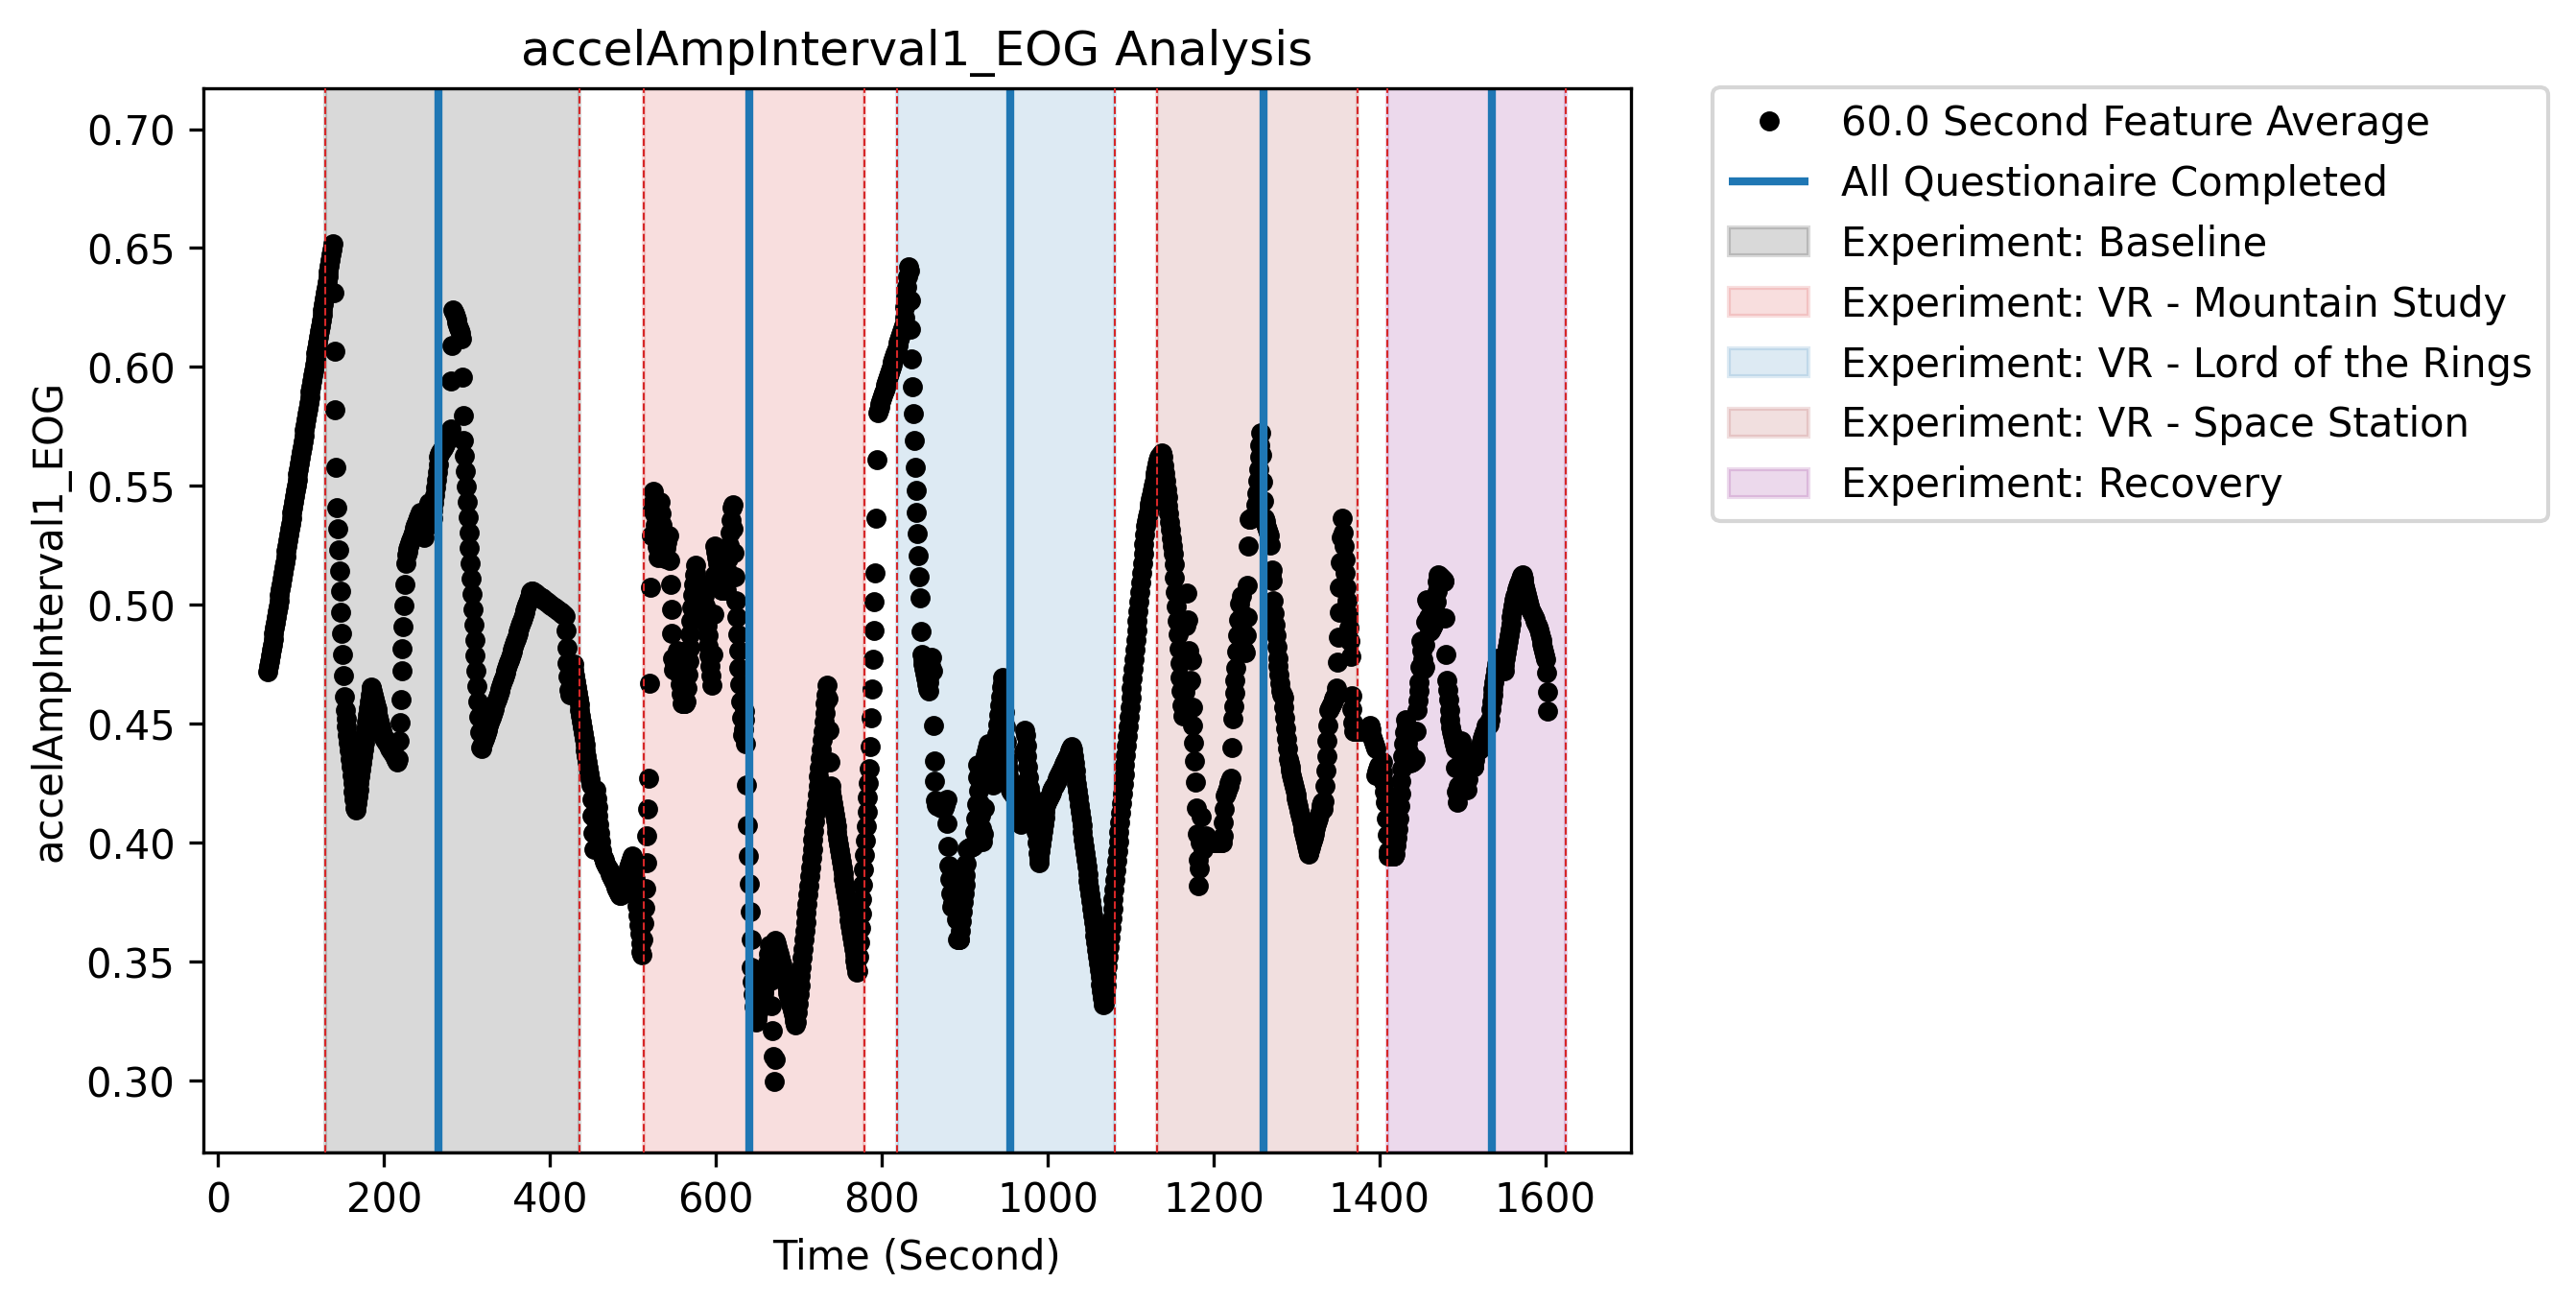 accelAmpInterval1_EOG Analysis
accelAmpInterval1_EOG
0.70
0.65
0.60
0.55
0.50
0.45
0.40
0.35
0.30
0 200 400 600 800 1000 1200 1400 1600
Time (Second)
60.0 Second Feature Average
All Questionaire Completed
Experiment: Baseline
Experiment: VR - Mountain Study
Experiment: VR - Lord of the Rings
Experiment: VR - Space Station
Experiment: Recovery